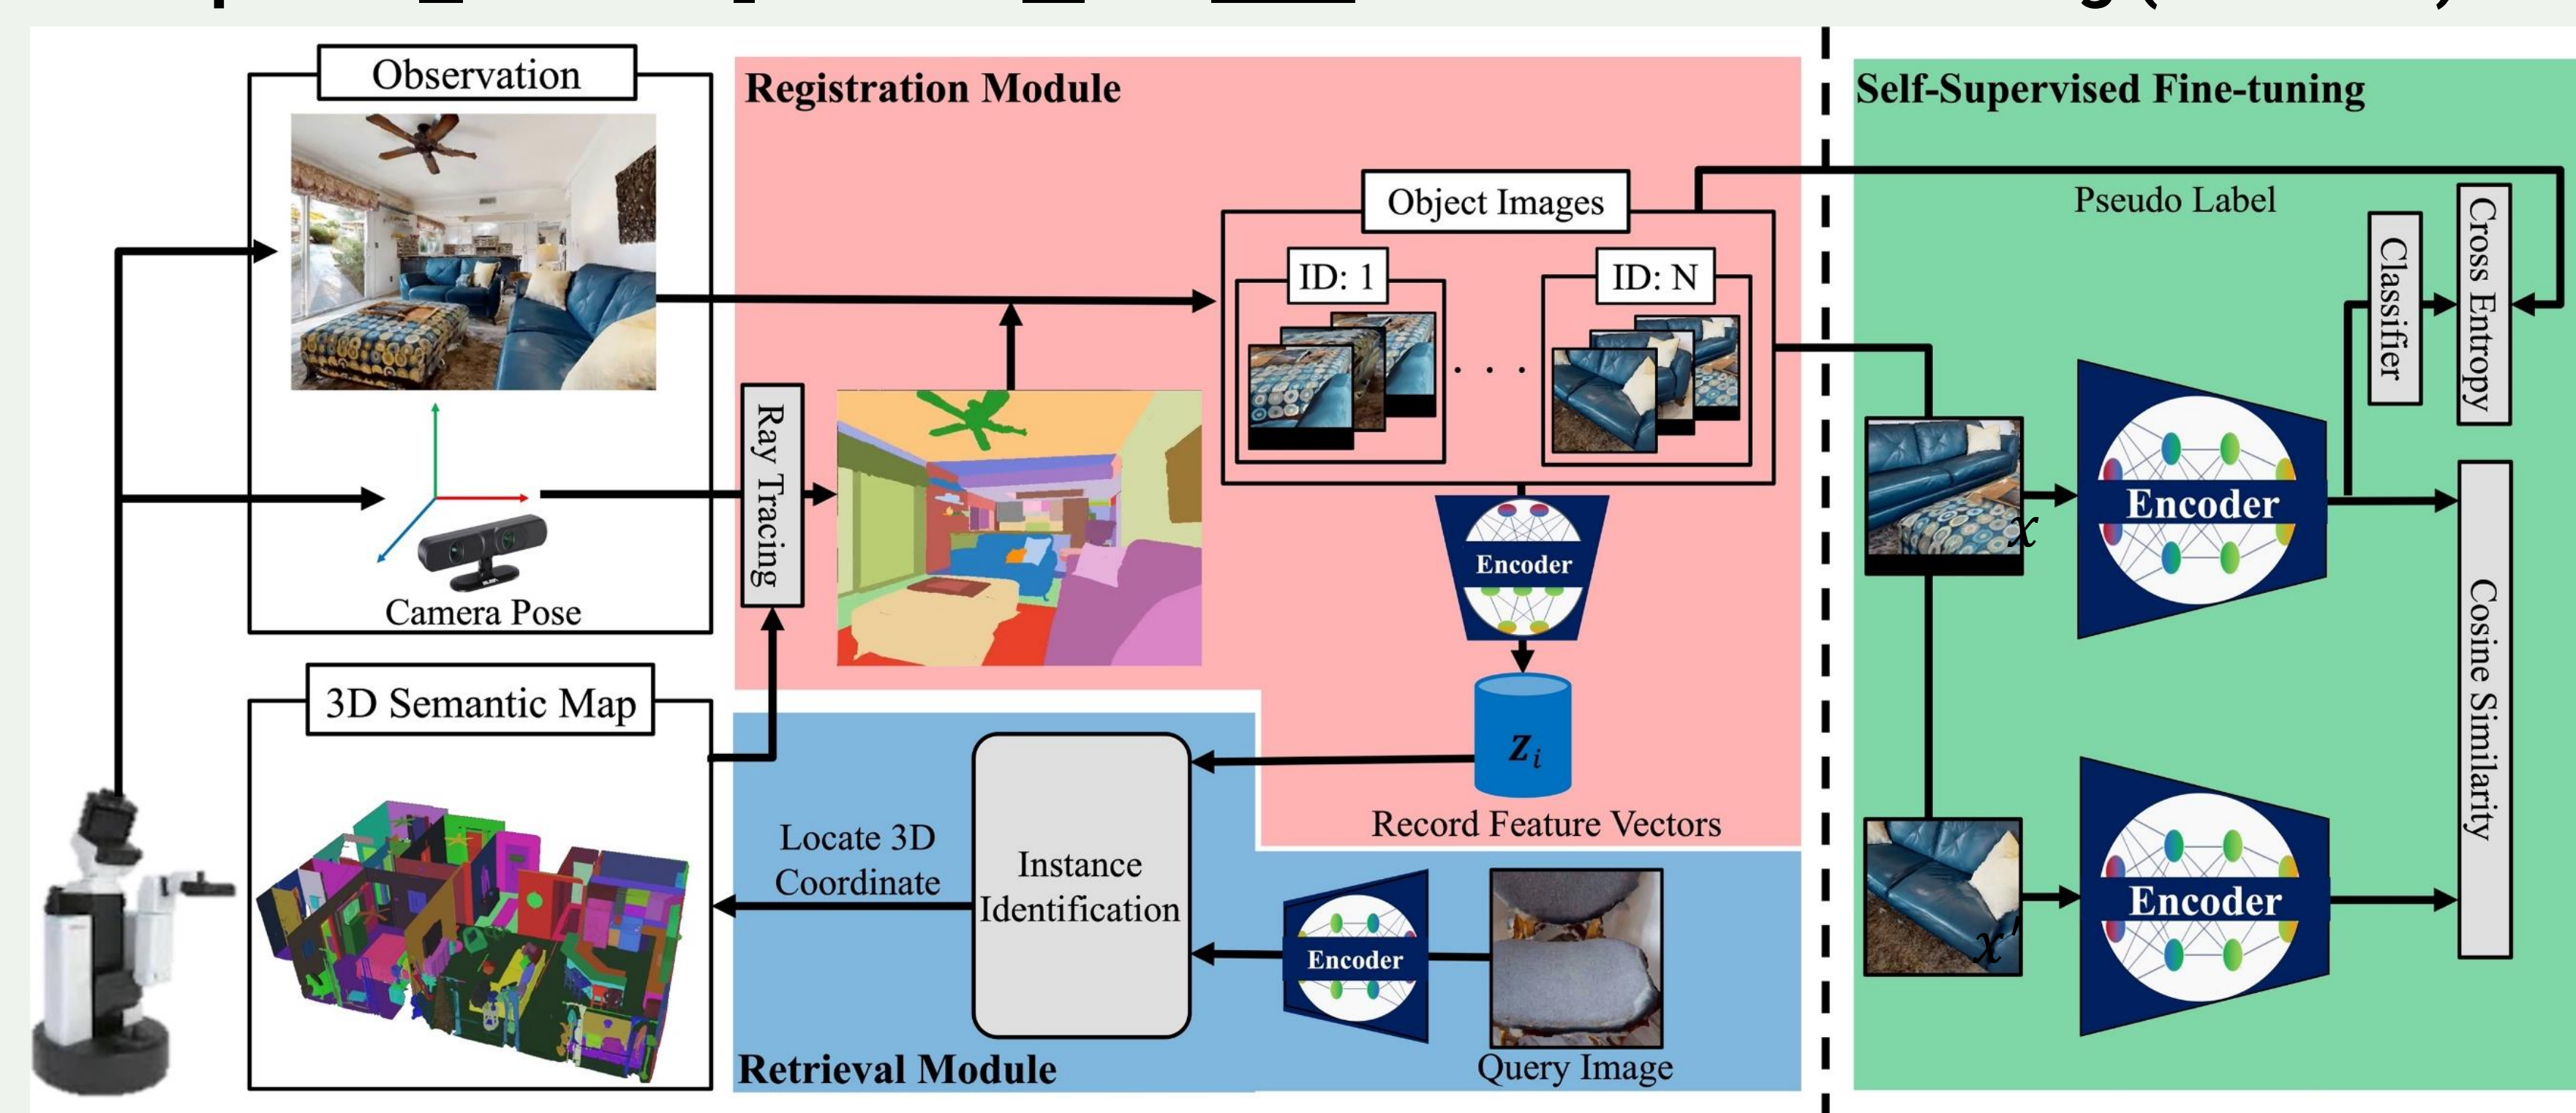 Observation
Camera Pose
3D Semantic Map
Registration Module
Ray Tracing
Object Images
ID: 1
. . .
ID: N
Encoder
Z_i
Record Feature Vectors
Locate 3D
Coordinate
Instance
Identification
Encoder
Query Image
Retrieval Module
Self-Supervised Fine-tuning
Pseudo Label
Classifier
Cross Entropy
x
Encoder
Cosine Similarity
x'
Encoder